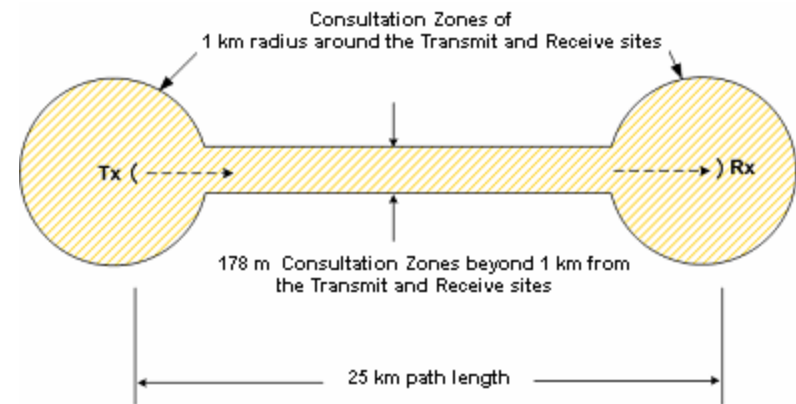 Consultation Zones of
1 km radius around the Transmit and Receive sites
Tx (
) Rx
178 m Consultation Zones beyond 1 km from
the Transmit and Receive sites
25 km path length